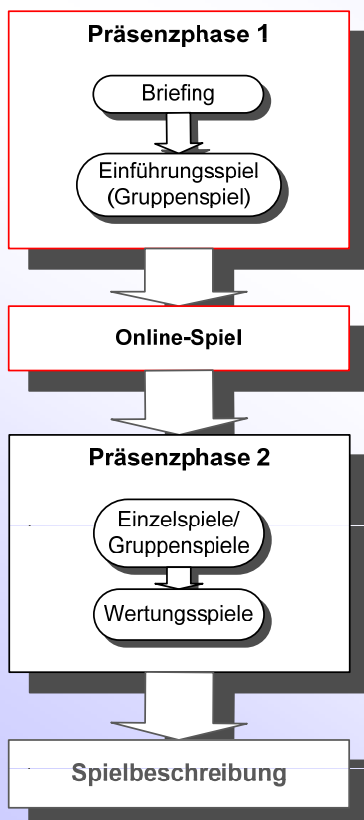 Präsenzphase 1
Briefing
Einführungsspiel
(Gruppenspiel)
Online-Spiel
Präsenzphase 2
Einzelspiele/
Gruppenspiele
Wertungsspiele
Spielbeschreibung